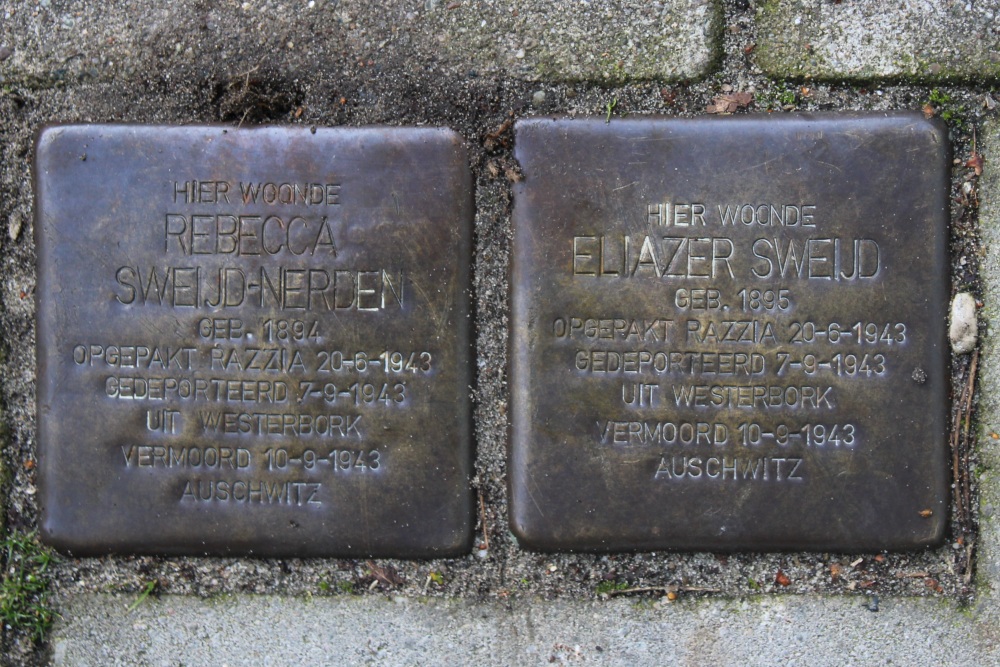 HIER WOONDE
REBECCA
SWEIJD-NERDEN
GEB. 1894
OPGEPAKT RAZZIA 20-6-1943
GEDEPORTEERD 7-9-1943
UIT WESTERBORK
VERMOORD 10-9-1943
AUSCHWITZ
HIER WOONDE
ELIAZER SWEIJD
GEB. 1895
OPGEPAKT RAZZIA 20-6-1943
GEDEPORTEERD 7-9-1943
UIT WESTERBORK
VERMOORD 10-9-1943
AUSCHWITZ